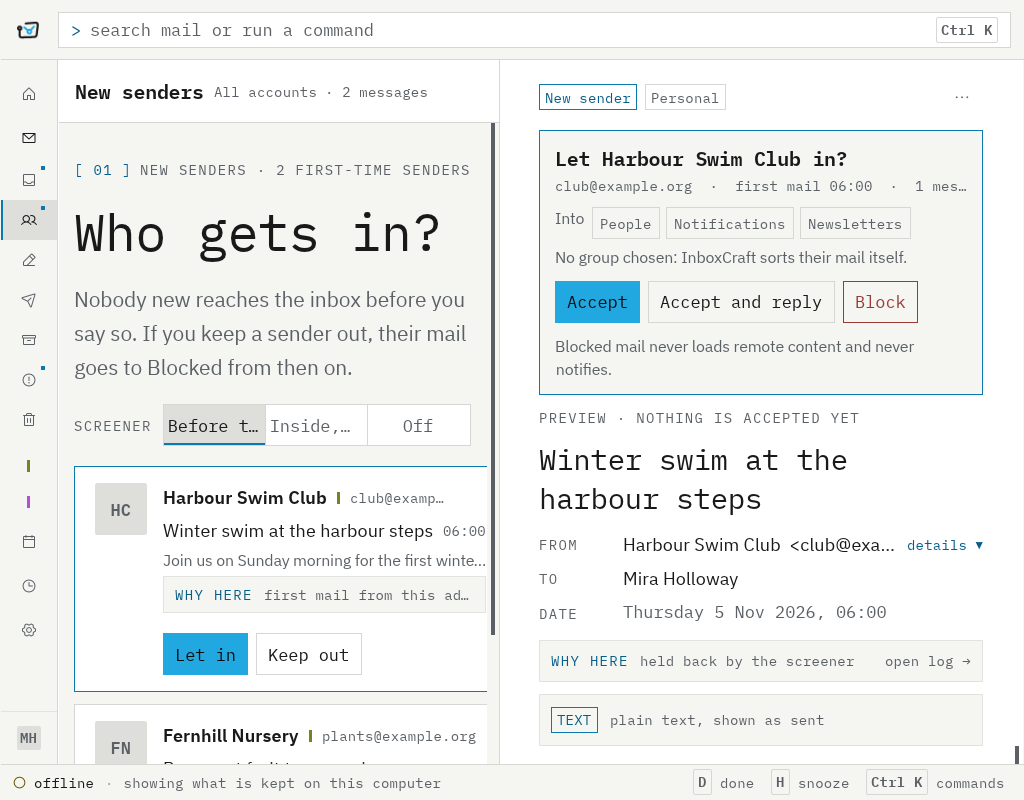 > search mail or run a command Ctrl K
New senders All accounts · 2 messages
[ 01 ] NEW SENDERS · 2 FIRST-TIME SENDERS
Who gets in?
Nobody new reaches the inbox before you
say so. If you keep a sender out, their mail
goes to Blocked from then on.
SCREENER Before t… Inside,… Off
HC Harbour Swim Club club@examp…
Winter swim at the harbour steps 06:00
Join us on Sunday morning for the first winte…
WHY HERE first mail from this ad…
Let in Keep out
FN Fernhill Nursery plants@example.org
MH
New sender Personal ...
Let Harbour Swim Club in?
club@example.org · first mail 06:00 · 1 mes…
Into People Notifications Newsletters
No group chosen: InboxCraft sorts their mail itself.
Accept Accept and reply Block
Blocked mail never loads remote content and never
notifies.
PREVIEW · NOTHING IS ACCEPTED YET
Winter swim at the
harbour steps
FROM Harbour Swim Club <club@exa… details ▾
TO Mira Holloway
DATE Thursday 5 Nov 2026, 06:00
WHY HERE held back by the screener open log →
TEXT plain text, shown as sent
offline · showing what is kept on this computer D done H snooze Ctrl K commands